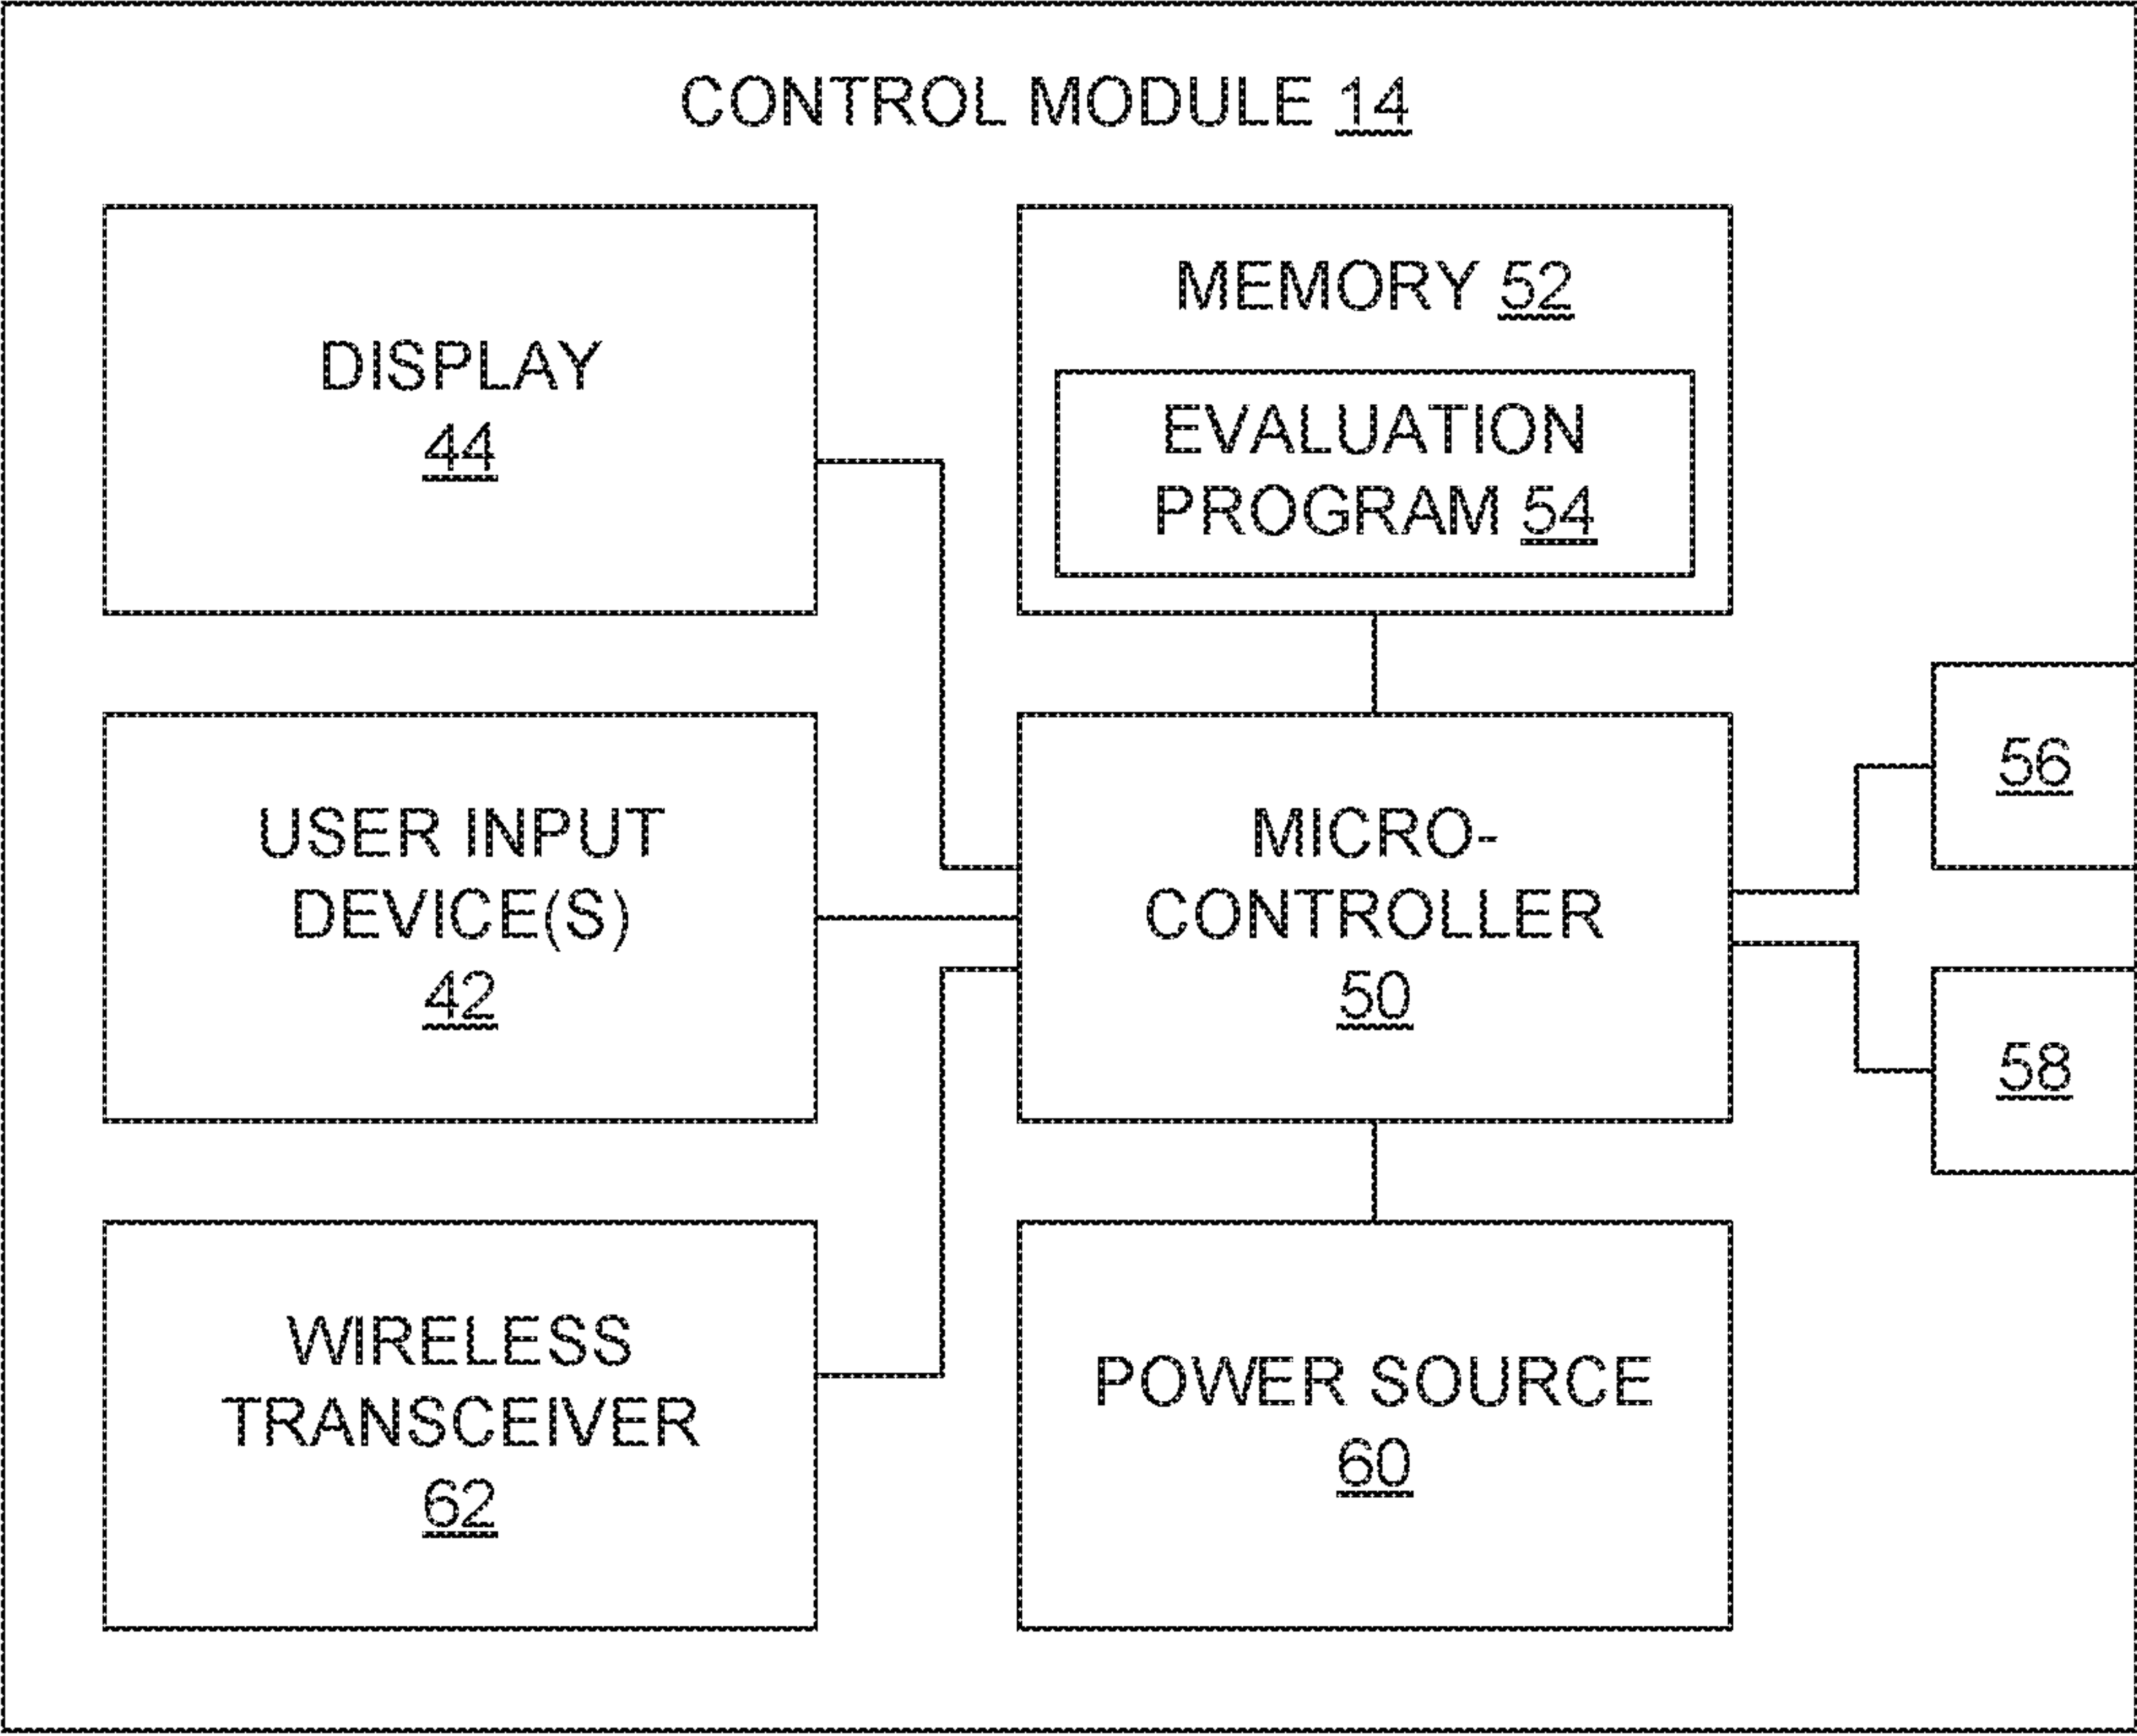 CONTROL MODULE 14
DISPLAY
44
MEMORY 52
EVALUATION
PROGRAM 54
USER INPUT
DEVICE(S)
42
MICRO-
CONTROLLER
50
56
58
WIRELESS
TRANSCEIVER
62
POWER SOURCE
60